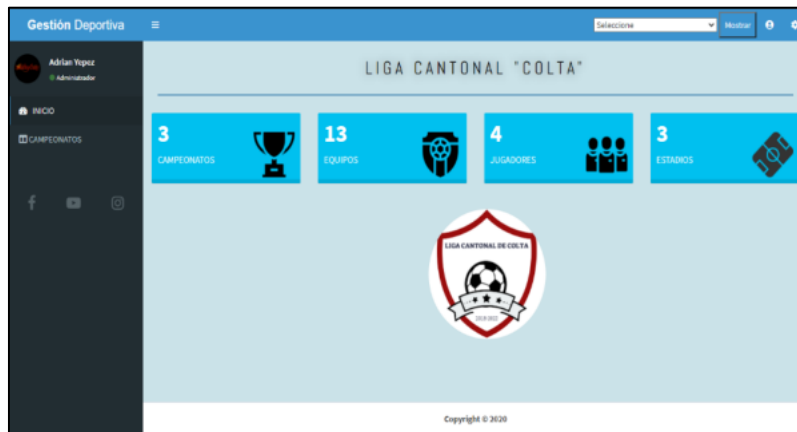 Gestión Deportiva
Seleccione
Mostrar
Adrian Yepez
Administrador
INICIO
CAMPEONATOS
LIGA CANTONAL "COLTA"
3
CAMPEONATOS
13
EQUIPOS
4
JUGADORES
3
ESTADIOS
LIGA CANTONAL DE COLTA
Copyright © 2020